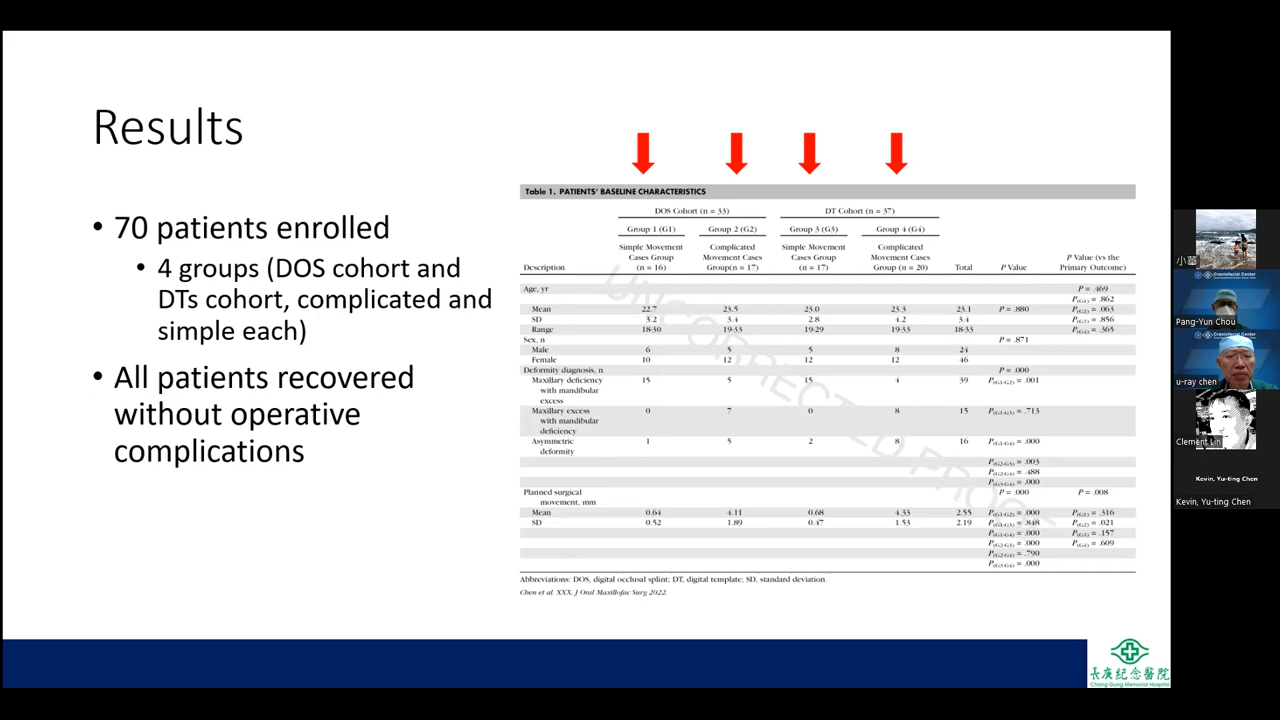 Results
• 70 patients enrolled
• 4 groups (DOS cohort and
DTs cohort, complicated and
simple each)
• All patients recovered
without operative
complications
Table 1. PATIENTS' BASELINE CHARACTERISTICS
DOS Cohort (n = 33) DT Cohort (n = 37)
Group 1 (G1) Group 2 (G2) Group 3 (G3) Group 4 (G4)
Simple Movement Complicated Simple Movement Complicated
Cases Group Movement Cases Cases Group Movement Cases P Value (vs the
Description (n = 16) Group(n = 17) (n = 17) Group (n = 20) Total P Value Primary Outcome)
Age, yr P = .469
P(G1) = .862
Mean 22.7 23.5 23.0 23.3 23.1 P = .880 P(G2) = .063
SD 3.2 3.4 2.8 4.2 3.4 P(G3) = .856
Range 18-30 19-33 19-29 19-33 18-33 P(G4) = .365
Sex, n P = .871
Male 6 5 5 8 24
Female 10 12 12 12 46
Deformity diagnosis, n P = .000
Maxillary deficiency 15 5 15 4 39 P(G1-G2) = .001
with mandibular
excess
Maxillary excess 0 7 0 8 15 P(G1-G3) = .713
with mandibular
deficiency
Asymmetric 1 5 2 8 16 P(G1-G4) = .000
deformity
P(G2-G3) = .003
P(G2-G4) = .488
P(G3-G4) = .000
Planned surgical P = .000 P = .008
movement, mm
Mean 0.64 4.11 0.68 4.33 2.55 P(G1-G2) = .000 P(G1) = .316
SD 0.52 1.89 0.47 1.53 2.19 P(G1-G3) = .848 P(G2) = .021
P(G1-G4) = .000 P(G3) = .157
P(G2-G3) = .000 P(G4) = .609
P(G2-G4) = .790
P(G3-G4) = .000
Abbreviations: DOS, digital occlusal splint; DT, digital template; SD, standard deviation.
Chen et al. XXX. J Oral Maxillofac Surg 2022.
UNCORRECTED PROOF
長庚紀念醫院
Chang Gung Memorial Hospital
Craniofacial Center
Pang-Yun Chou
Craniofacial Center
u-ray chen
Clement Lin
Kevin, Yu-ting Chen
Kevin, Yu-ting Chen